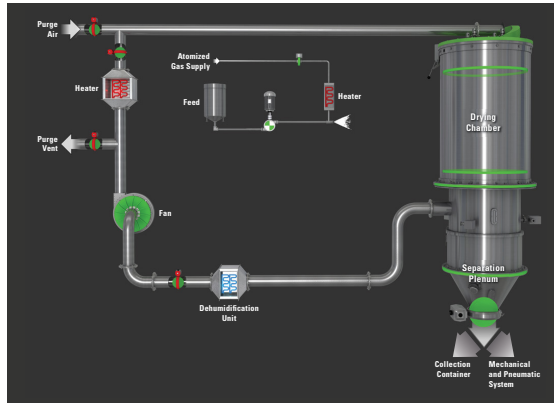 Purge
Air
Atomized
Gas Supply
Heater
Feed
Heater
Drying
Chamber
Purge
Vent
Fan
Separation
Plenum
Dehumidification
Unit
Collection
Container
Mechanical
and Pneumatic
System